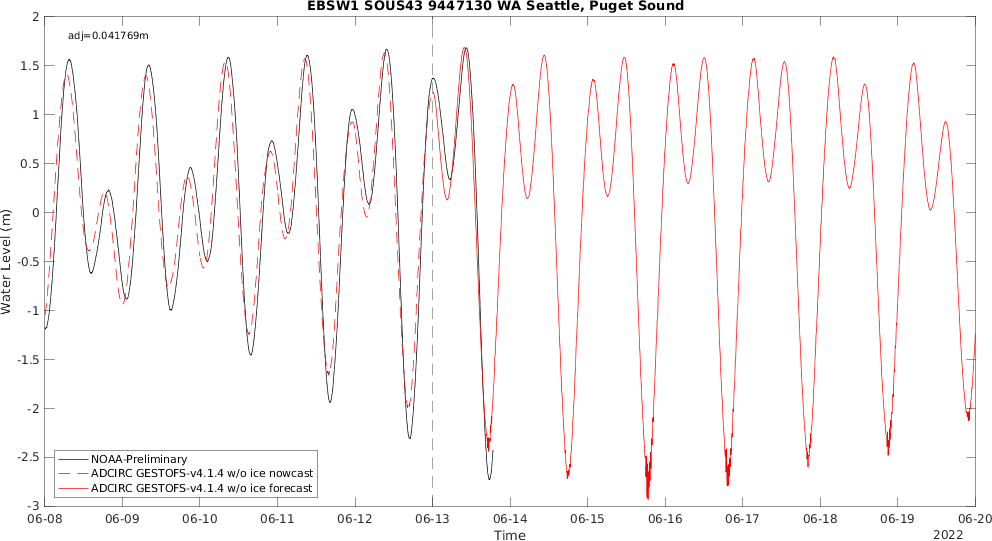 EBSW1 SOUS43 9447130 WA Seattle, Puget Sound
adj=0.041769m
Water Level (m)
2
1.5
1
0.5
0
-0.5
-1
-1.5
-2
-2.5
-3
NOAA-Preliminary
ADCIRC GESTOFS-v4.1.4 w/o ice nowcast
ADCIRC GESTOFS-v4.1.4 w/o ice forecast
06-08 06-09 06-10 06-11 06-12 06-13 06-14 06-15 06-16 06-17 06-18 06-19 06-20
Time
2022